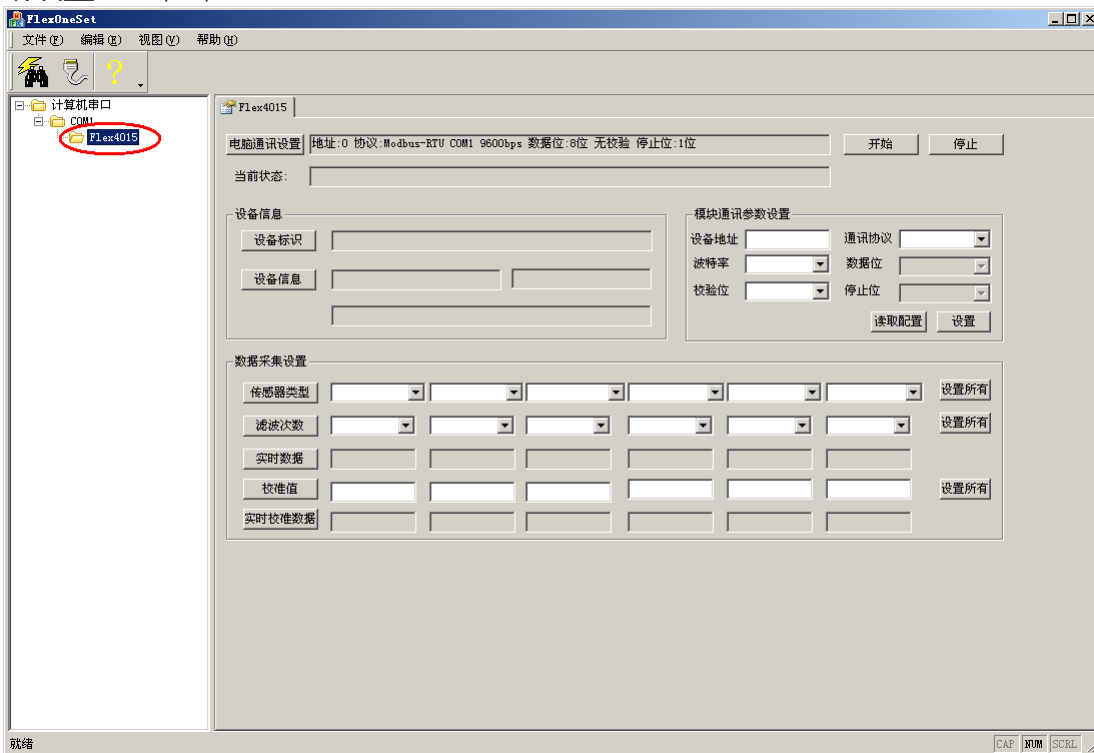 FlexOneSet
文件(F) 编辑(E) 视图(V) 帮助(H)
计算机串口
COM1
Flex4015
Flex4015
电脑通讯设置 地址:0 协议:Modbus-RTU COM1 9600bps 数据位:8位 无校验 停止位:1位 开始 停止
当前状态:
设备信息
设备标识
设备信息
模块通讯参数设置
设备地址 通讯协议
波特率 数据位
校验位 停止位
读取配置 设置
数据采集设置
传感器类型 设置所有
滤波次数 设置所有
实时数据
校准值 设置所有
实时校准数据
就绪 CAP NUM SCRL